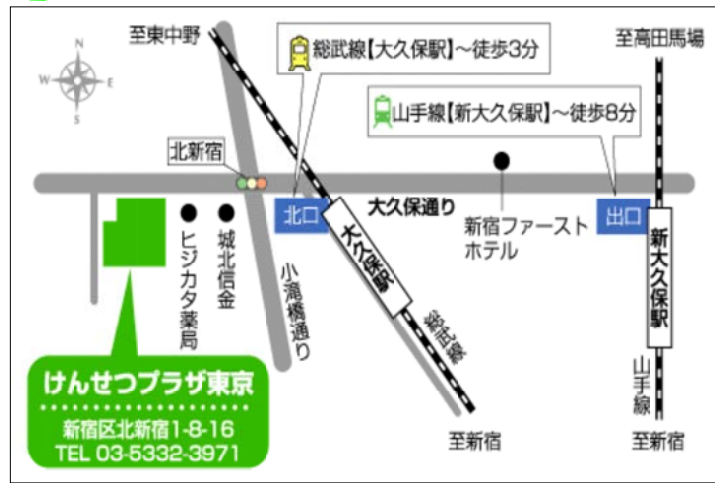 至東中野
総武線【大久保駅】～徒歩3分
至高田馬場
N
W
E
S
山手線【新大久保駅】～徒歩8分
北新宿
大久保通り
北口
出口
新宿ファースト
ホテル
大久保駅
新大久保駅
城北信金
ヒジカタ薬局
小滝橋通り
総武線
山手線
けんせつプラザ東京
新宿区北新宿1-8-16
TEL 03-5332-3971
至新宿
至新宿